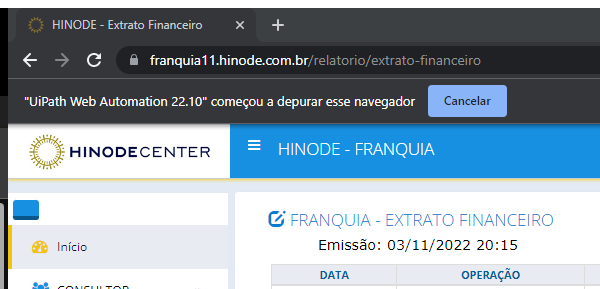 HINODE - Extrato Financeiro
franquia11.hinode.com.br/relatorio/extrato-financeiro
"UiPath Web Automation 22.10" começou a depurar esse navegador Cancelar
HINODECENTER HINODE - FRANQUIA
FRANQUIA - EXTRATO FINANCEIRO
Emissão: 03/11/2022 20:15
Início
DATA OPERAÇÃO
CONSULTOR